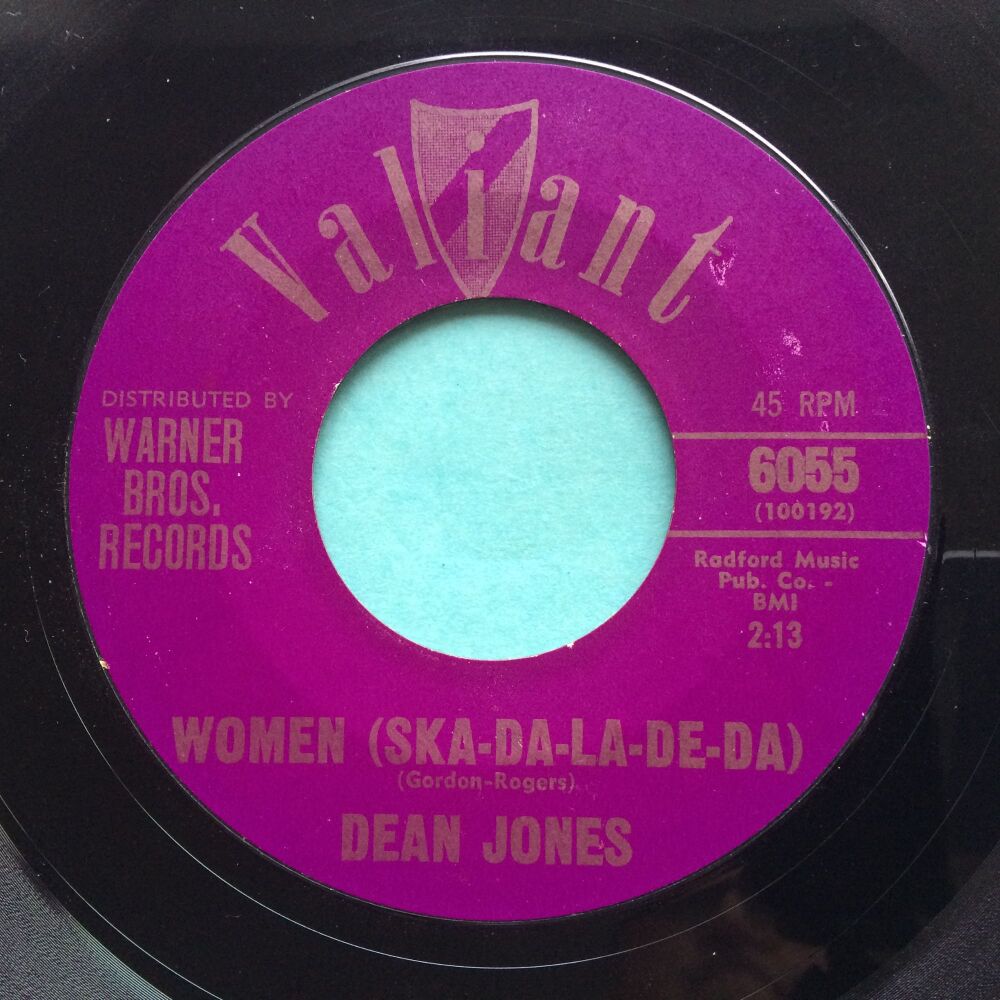 Valiant
DISTRIBUTED BY
WARNER
BROS.
RECORDS
45 RPM
6055
(100192)
Radford Music
Pub. Co. -
BMI
2:13
WOMEN (SKA-DA-LA-DE-DA)
(Gordon-Rogers)
DEAN JONES